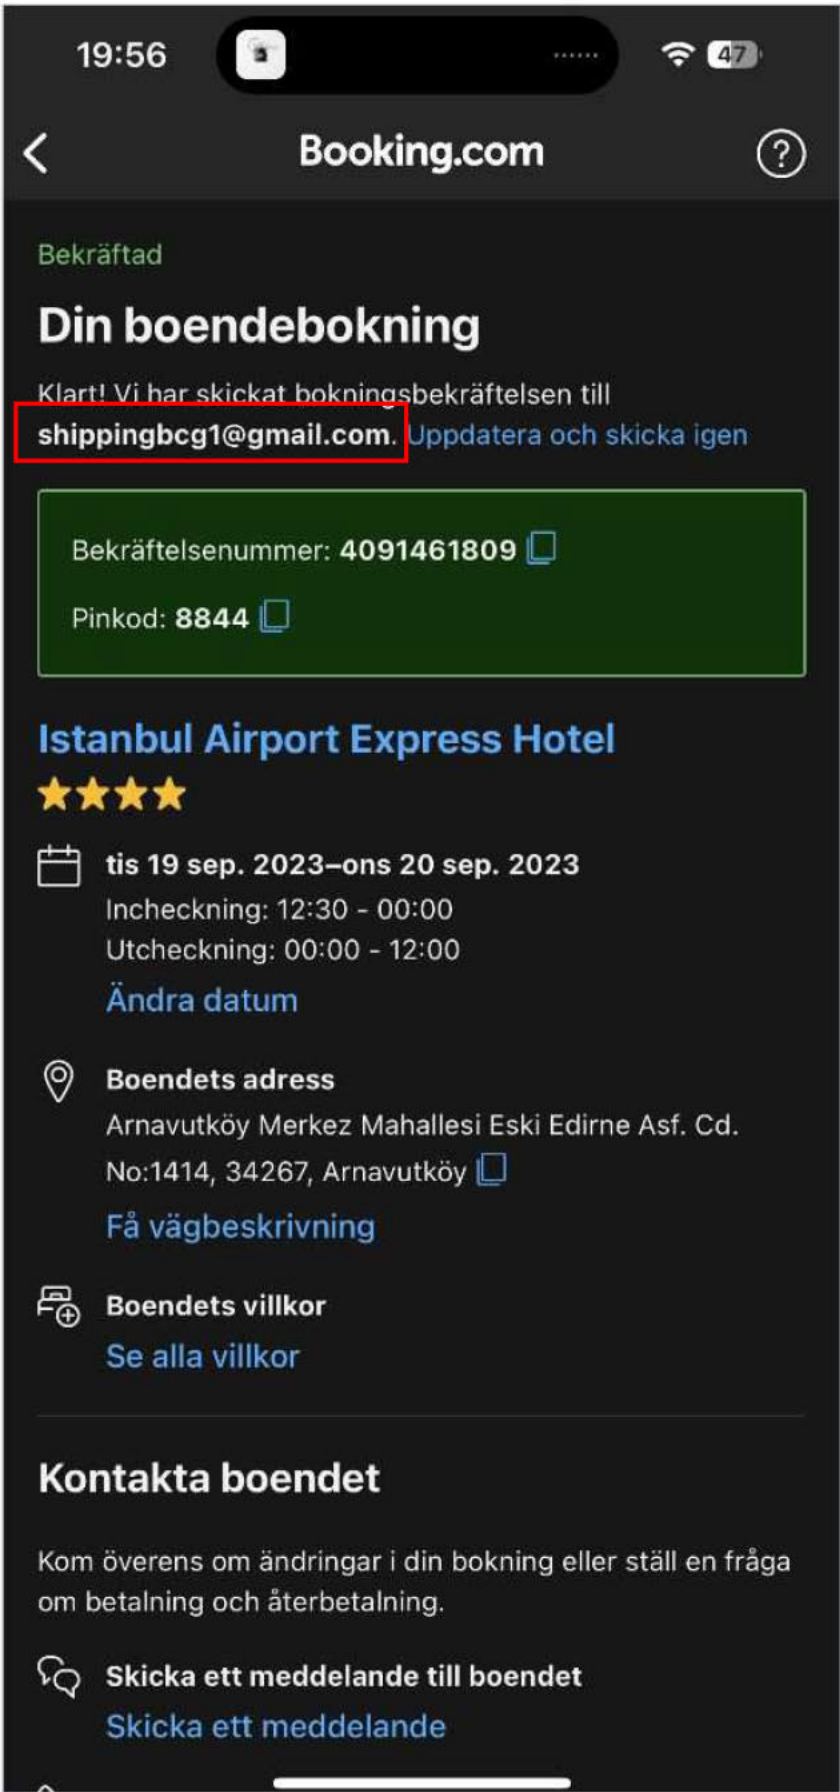 19:56
47
Booking.com
?
Bekräftad
Din boendebokning
Klart! Vi har skickat bokningsbekräftelsen till
shippingbcg1@gmail.com. Uppdatera och skicka igen
Bekräftelsenummer: 4091461809
Pinkod: 8844
Istanbul Airport Express Hotel
tis 19 sep. 2023–ons 20 sep. 2023
Incheckning: 12:30 - 00:00
Utcheckning: 00:00 - 12:00
Ändra datum
Boendets adress
Arnavutköy Merkez Mahallesi Eski Edirne Asf. Cd.
No:1414, 34267, Arnavutköy
Få vägbeskrivning
Boendets villkor
Se alla villkor
Kontakta boendet
Kom överens om ändringar i din bokning eller ställ en fråga
om betalning och återbetalning.
Skicka ett meddelande till boendet
Skicka ett meddelande